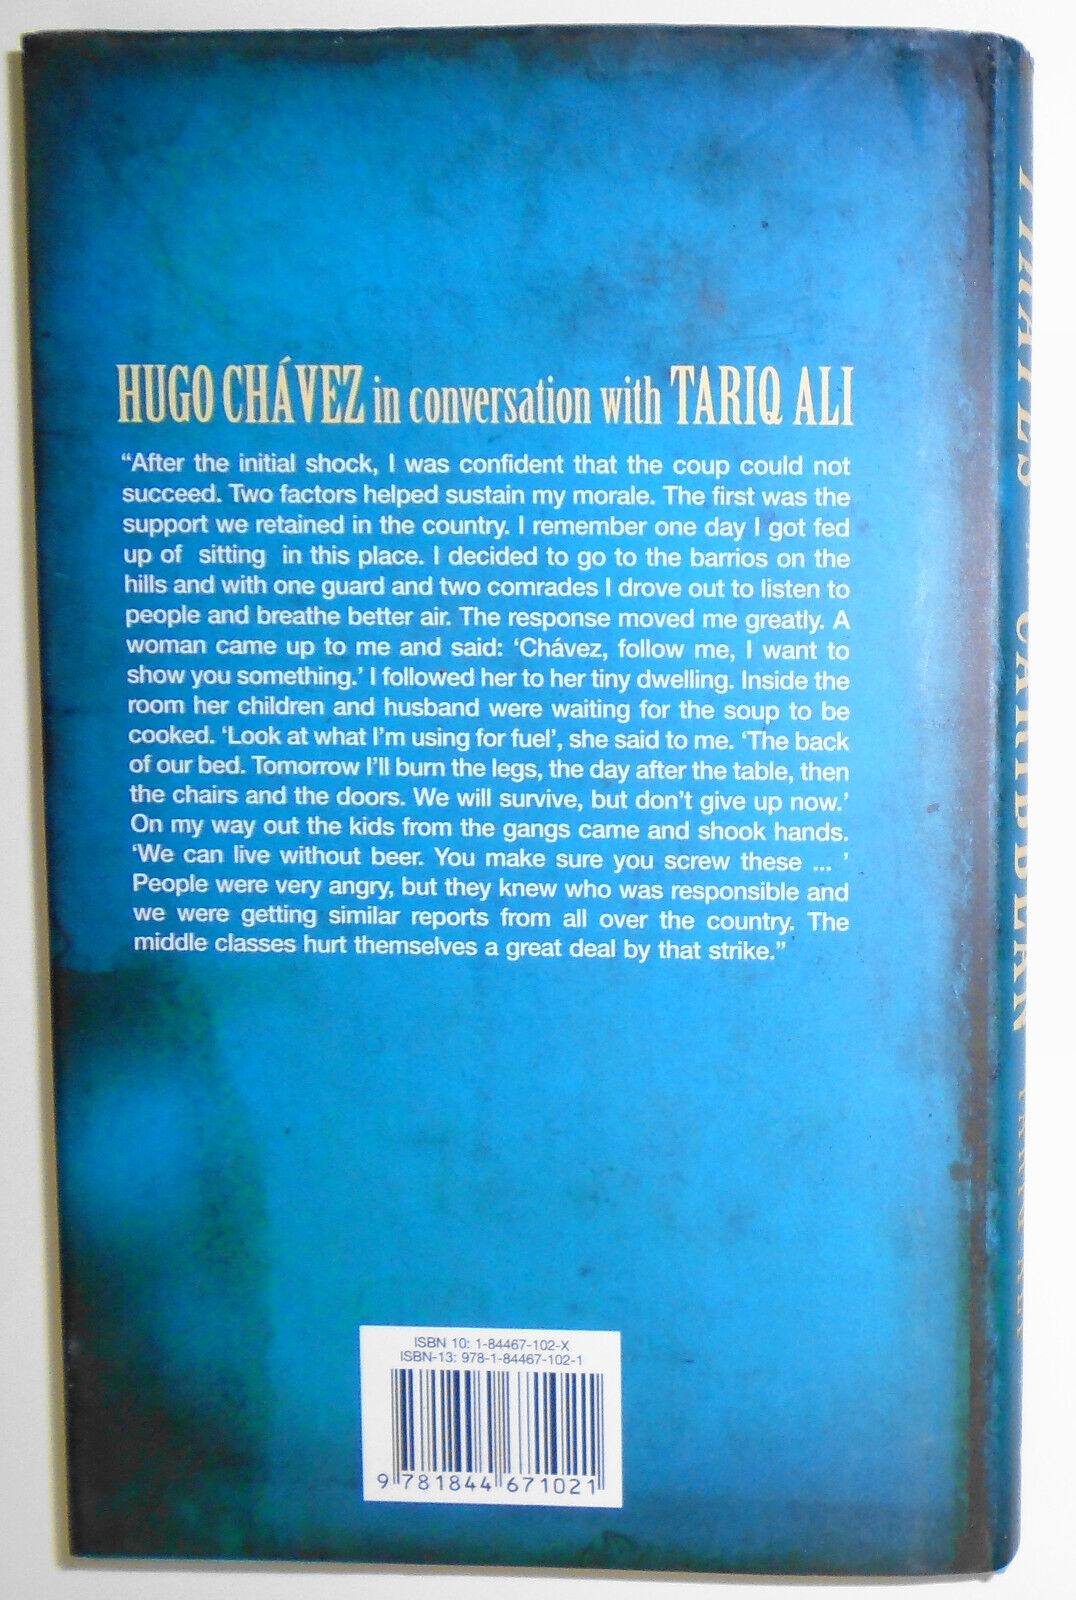 HUGO CHÁVEZ in conversation with TARIQ ALI
“After the initial shock, I was confident that the coup could not
succeed. Two factors helped sustain my morale. The first was the
support we retained in the country. I remember one day I got fed
up of sitting in this place. I decided to go to the barrios on the
hills and with one guard and two comrades I drove out to listen to
people and breathe better air. The response moved me greatly. A
woman came up to me and said: ‘Chávez, follow me, I want to
show you something.’ I followed her to her tiny dwelling. Inside the
room her children and husband were waiting for the soup to be
cooked. ‘Look at what I’m using for fuel’, she said to me. ‘The back
of our bed. Tomorrow I’ll burn the legs, the day after the table, then
the chairs and the doors. We will survive, but don’t give up now.’
On my way out the kids from the gangs came and shook hands.
‘We can live without beer. You make sure you screw these ... ’
People were very angry, but they knew who was responsible and
we were getting similar reports from all over the country. The
middle classes hurt themselves a great deal by that strike.”
ISBN 10: 1-84467-102-X
ISBN-13: 978-1-84467-102-1
9 781844 671021
PIRATES CARIBBEAN TARIQ ALI